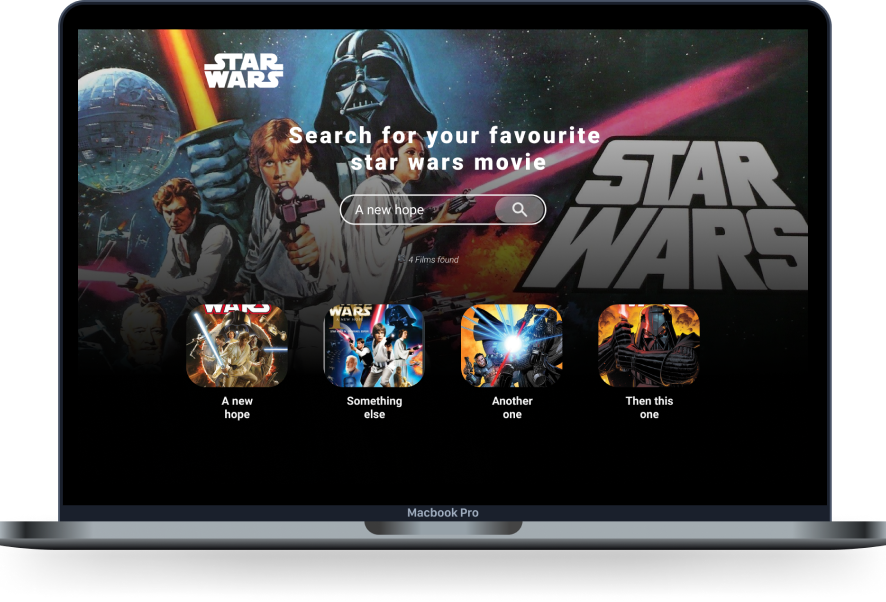 STAR
WARS
Search for your favourite
star wars movie
A new hope
4 Films found
STAR
WARS
WARS
WARS
A new
hope
Something
else
Another
one
Then this
one
Macbook Pro